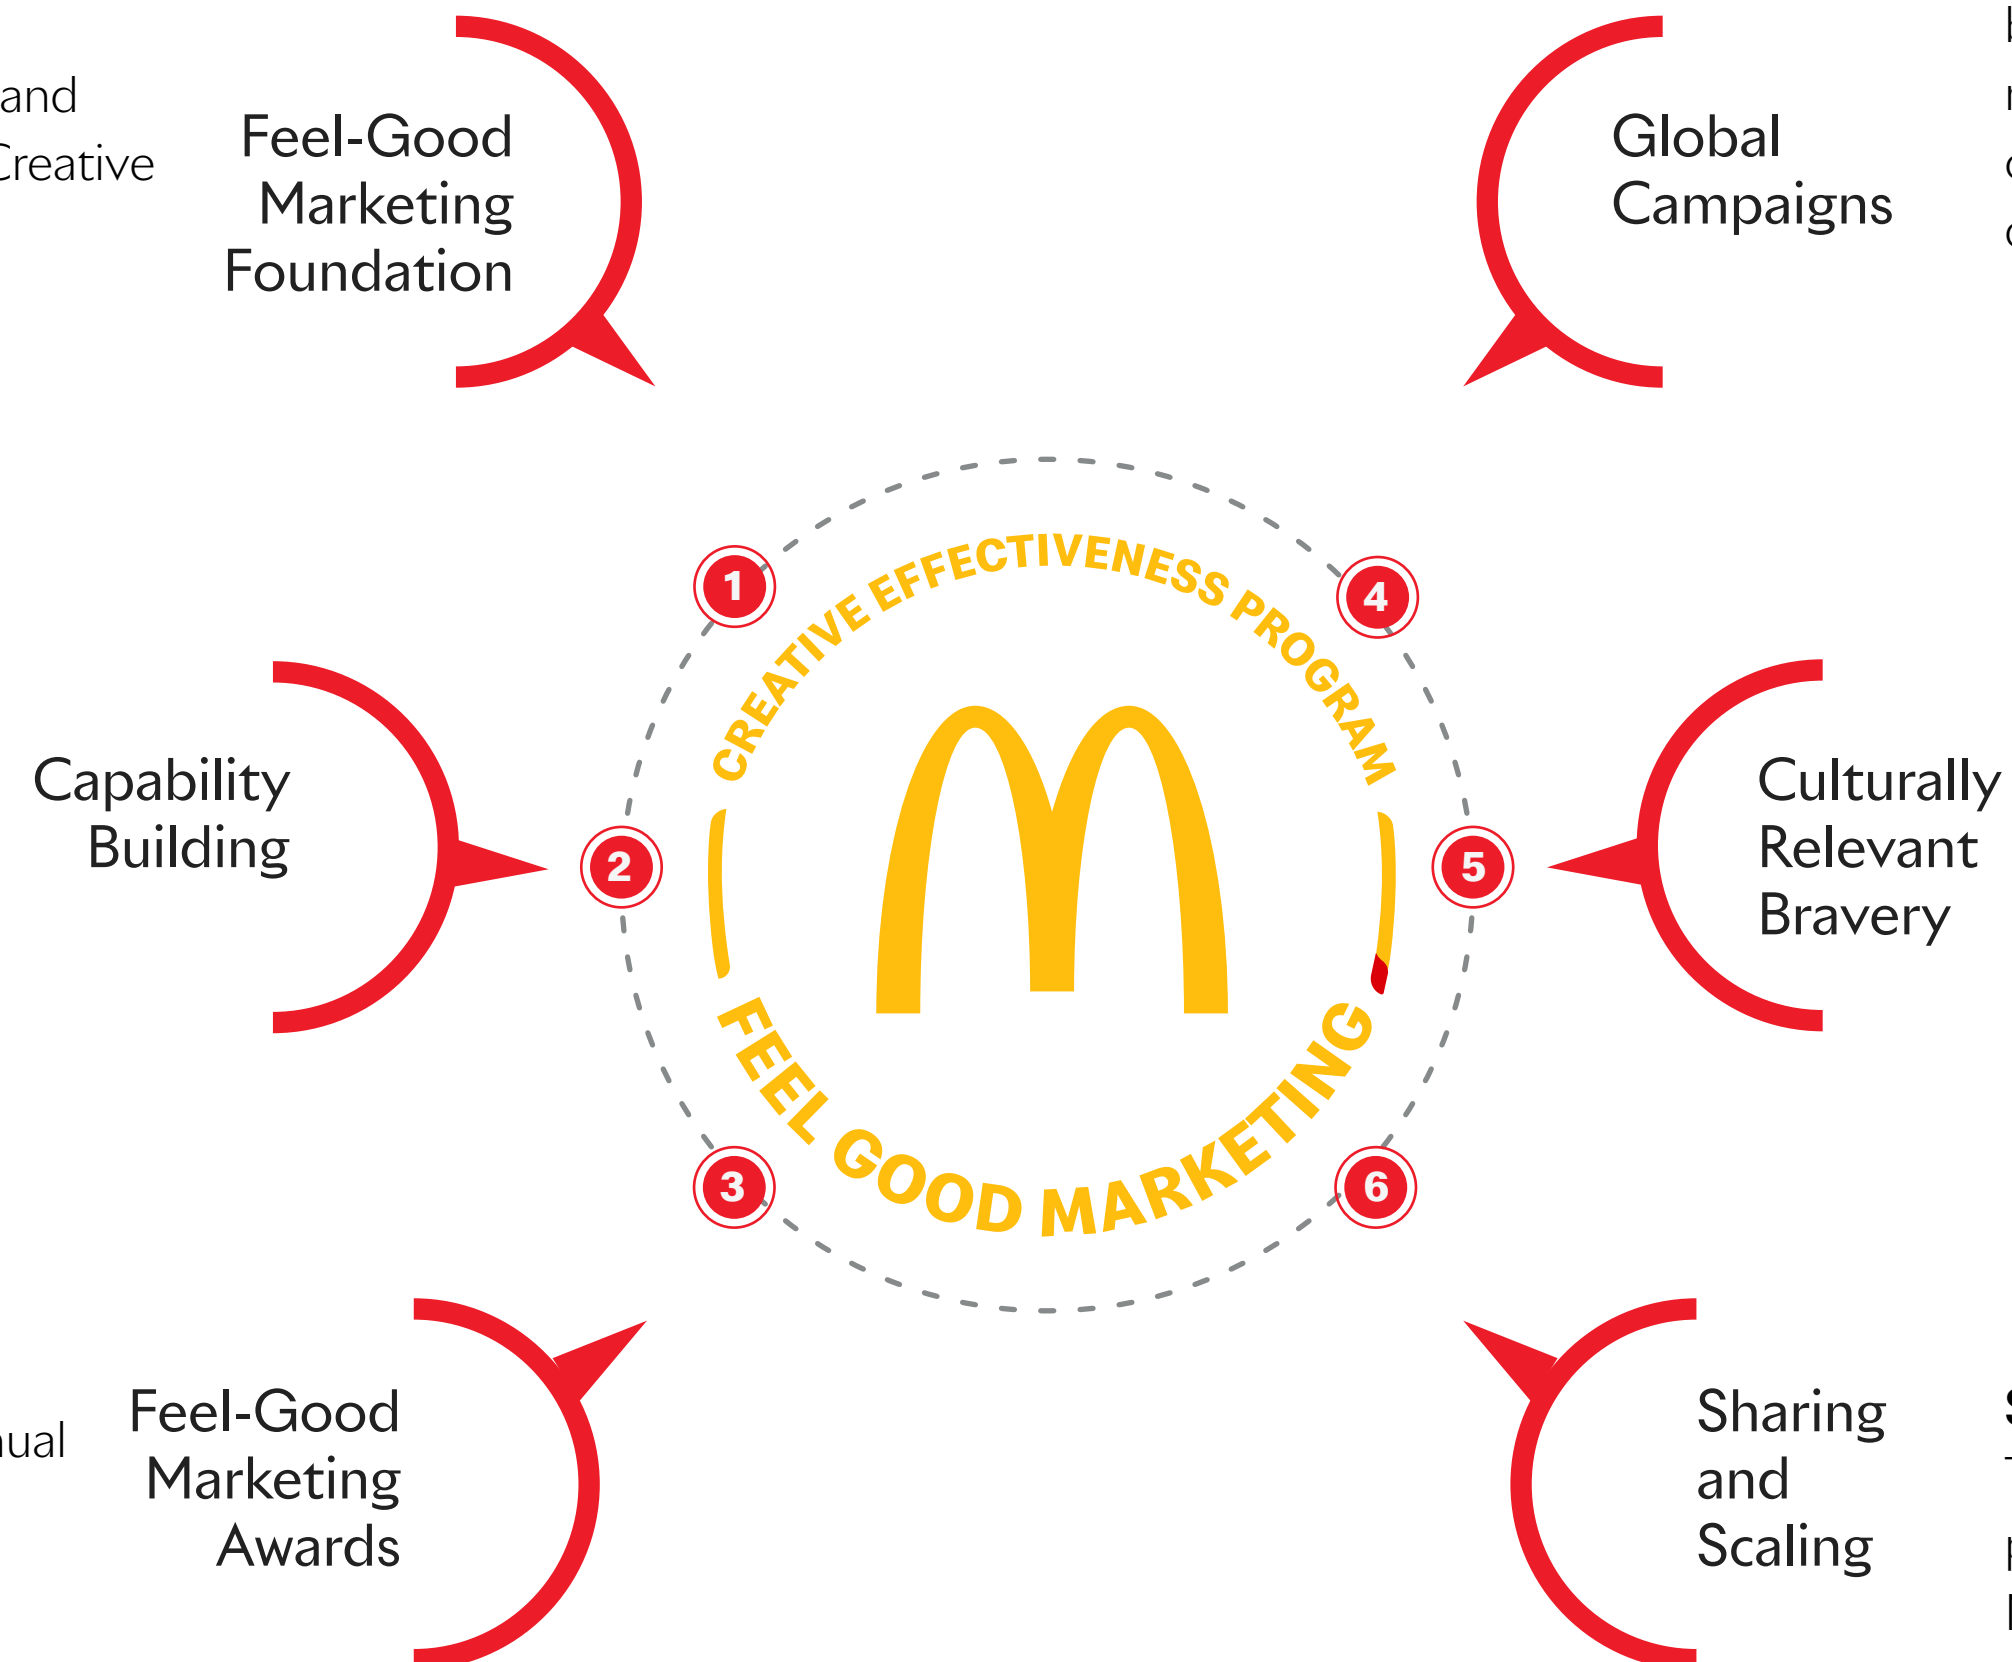 and
Creative
Feel-Good
Marketing
Foundation
Global
Campaigns
1
CREATIVE EFFECTIVENESS PROGRAM
4
Capability
Building
2
5
Culturally
Relevant
Bravery
3
FEEL GOOD MARKETING
6
Feel-Good
Marketing
Awards
Sharing
and
Scaling